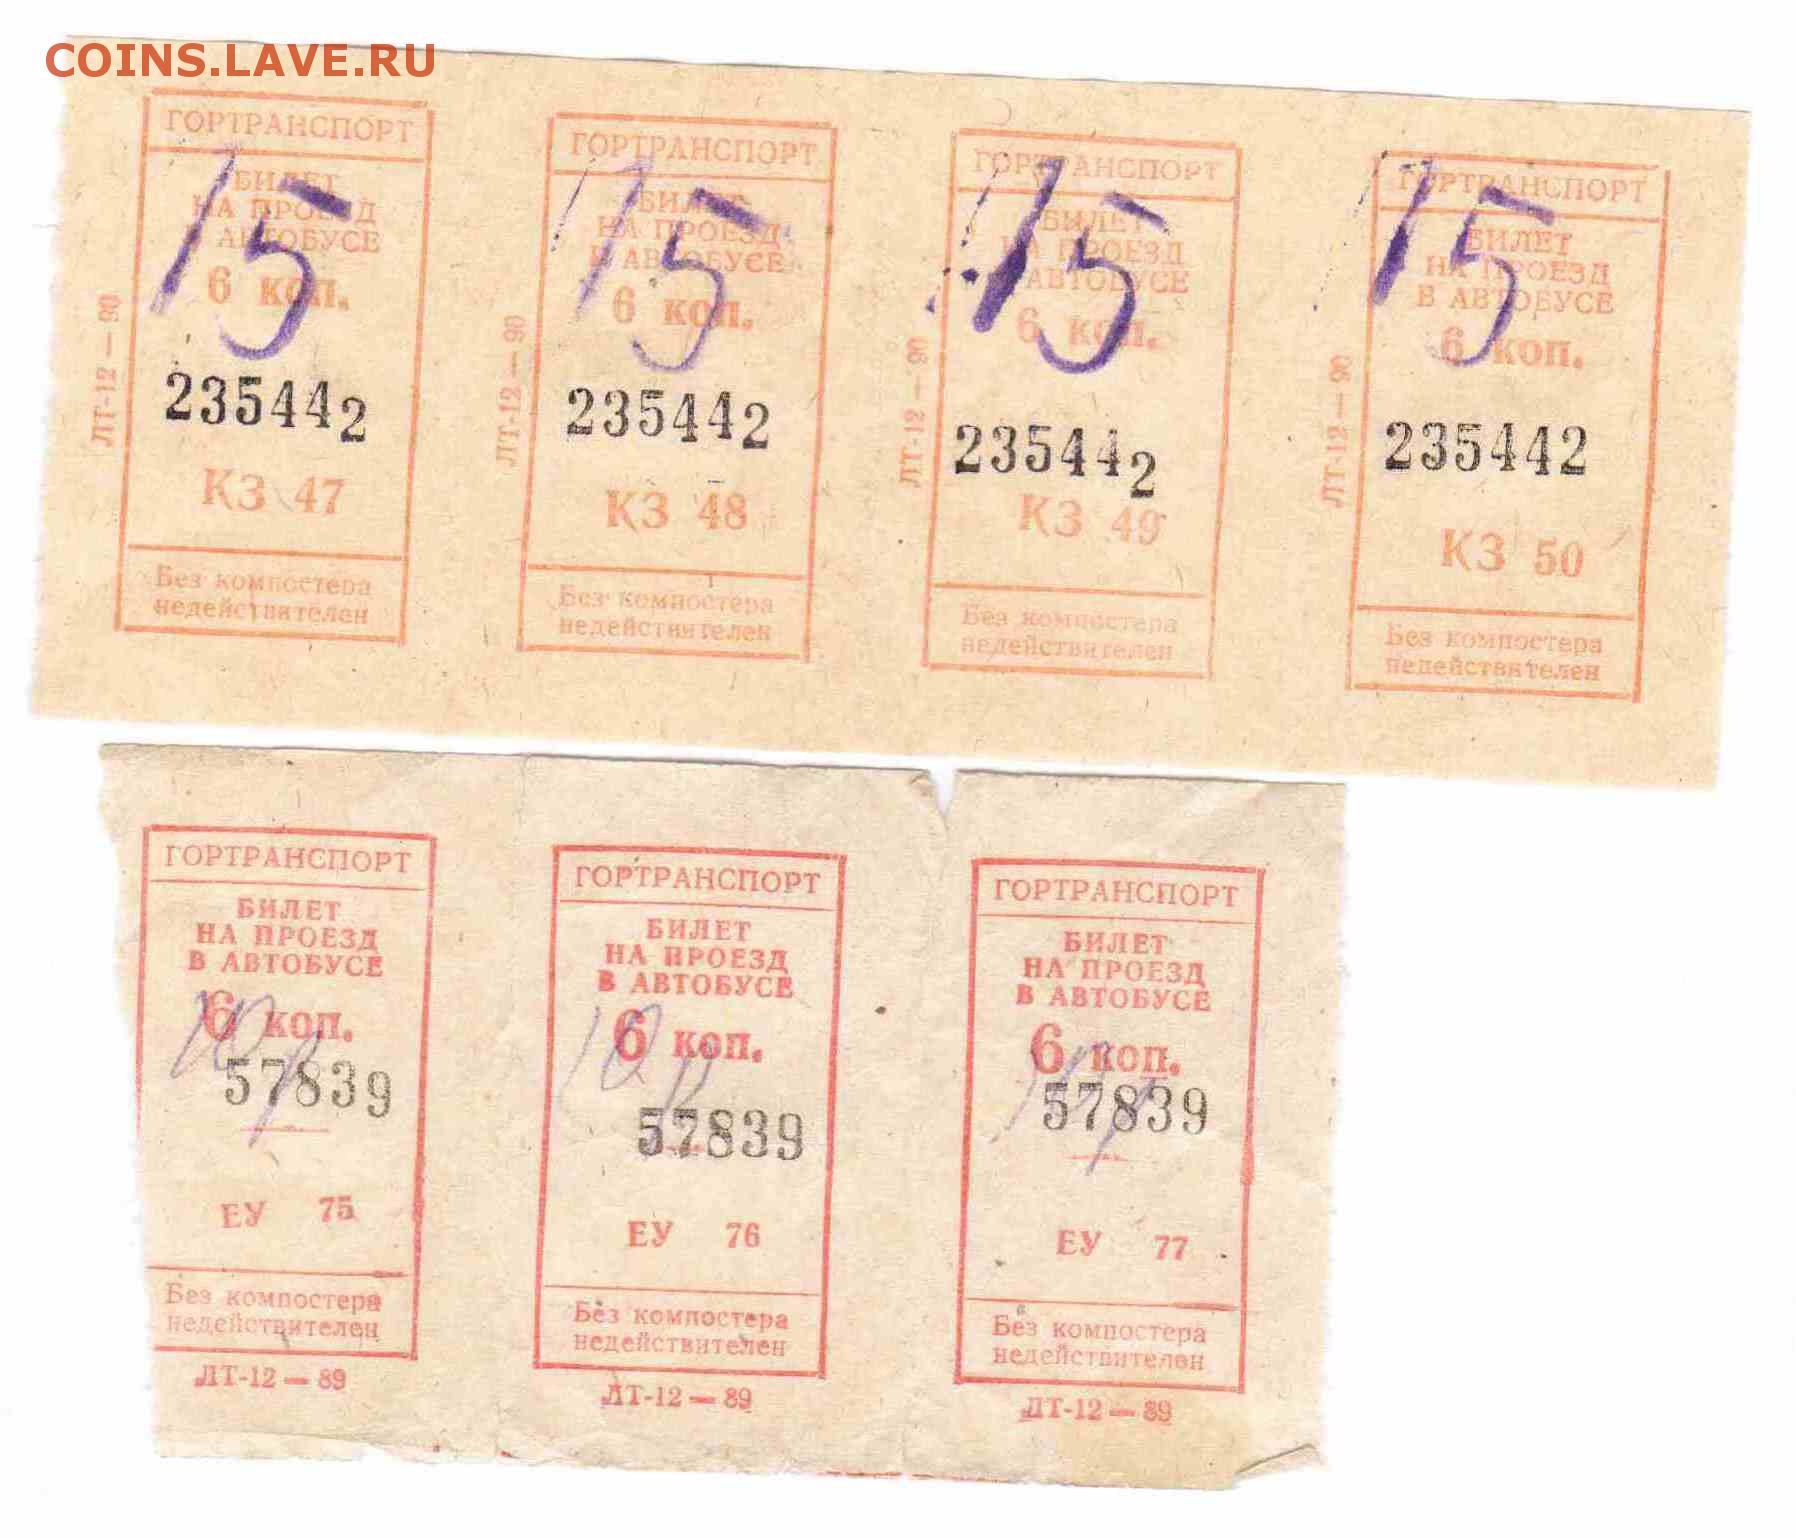 COINS.LAVE.RU
ГОРТРАНСПОРТ
15
БИЛЕТ
НА ПРОЕЗД
В АВТОБУСЕ
6 коп.
ЛТ-12—90
235442
КЗ 47
Без компостера
недействителен
ГОРТРАНСПОРТ
15
БИЛЕТ
НА ПРОЕЗД
В АВТОБУСЕ
6 коп.
ЛТ-12—90
235442
КЗ 48
Без компостера
недействителен
ГОРТРАНСПОРТ
15
БИЛЕТ
НА ПРОЕЗД
В АВТОБУСЕ
6 коп.
ЛТ-12—90
235442
КЗ 49
Без компостера
недействителен
ГОРТРАНСПОРТ
15
БИЛЕТ
НА ПРОЕЗД
В АВТОБУСЕ
6 коп.
ЛТ-12—90
235442
КЗ 50
Без компостера
недействителен
ГОРТРАНСПОРТ
БИЛЕТ
НА ПРОЕЗД
В АВТОБУСЕ
6 коп.
57839
ЕУ 75
Без компостера
недействителен
ЛТ-12—89
ГОРТРАНСПОРТ
БИЛЕТ
НА ПРОЕЗД
В АВТОБУСЕ
6 коп.
57839
ЕУ 76
Без компостера
недействителен
ЛТ-12—89
ГОРТРАНСПОРТ
БИЛЕТ
НА ПРОЕЗД
В АВТОБУСЕ
6 коп.
57839
ЕУ 77
Без компостера
недействителен
ЛТ-12—89